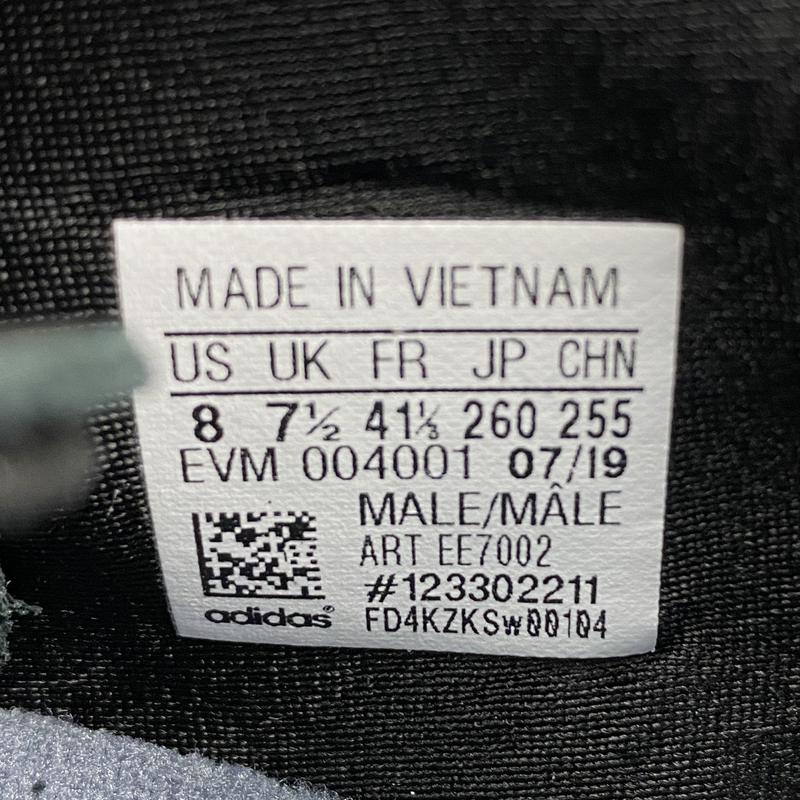 MADE IN VIETNAM
US UK FR JP CHN
8 7½ 41⅓ 260 255
EVM 004001 07/19
MALE/MÂLE
ART EE7002
#123302211
adidas® FD4KZKSw00104